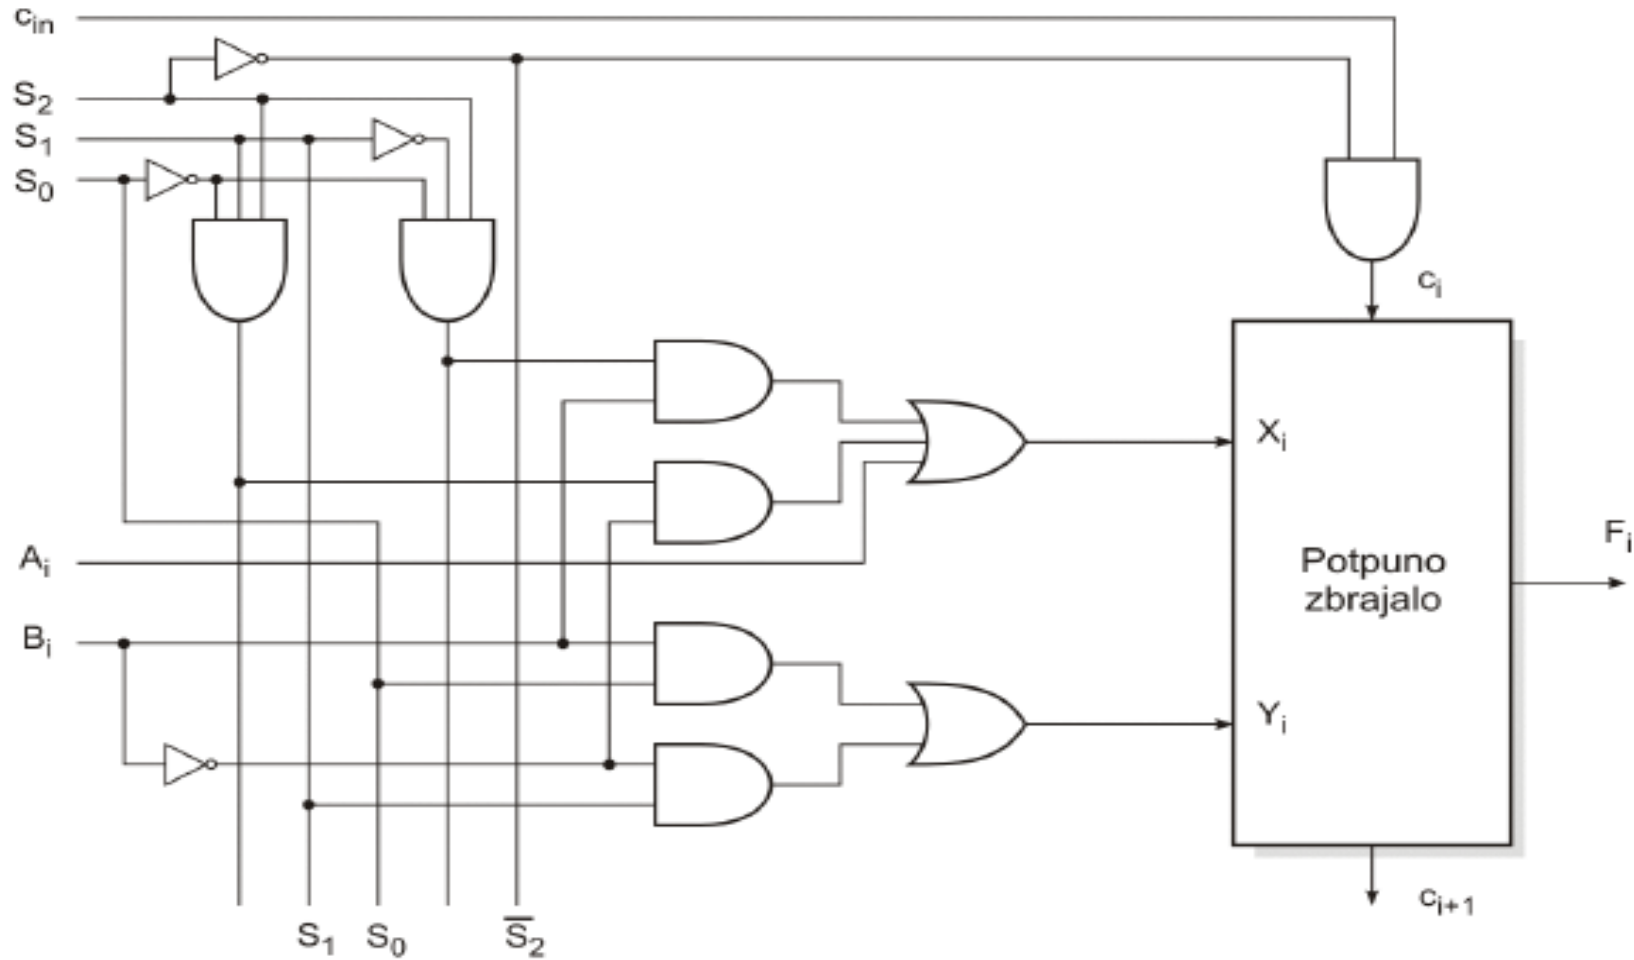 cin
S2
S1
S0
ci
Xi
Ai
Fi
Potpuno
zbrajalo
Bi
Yi
ci+1
S1 S0 S̅2